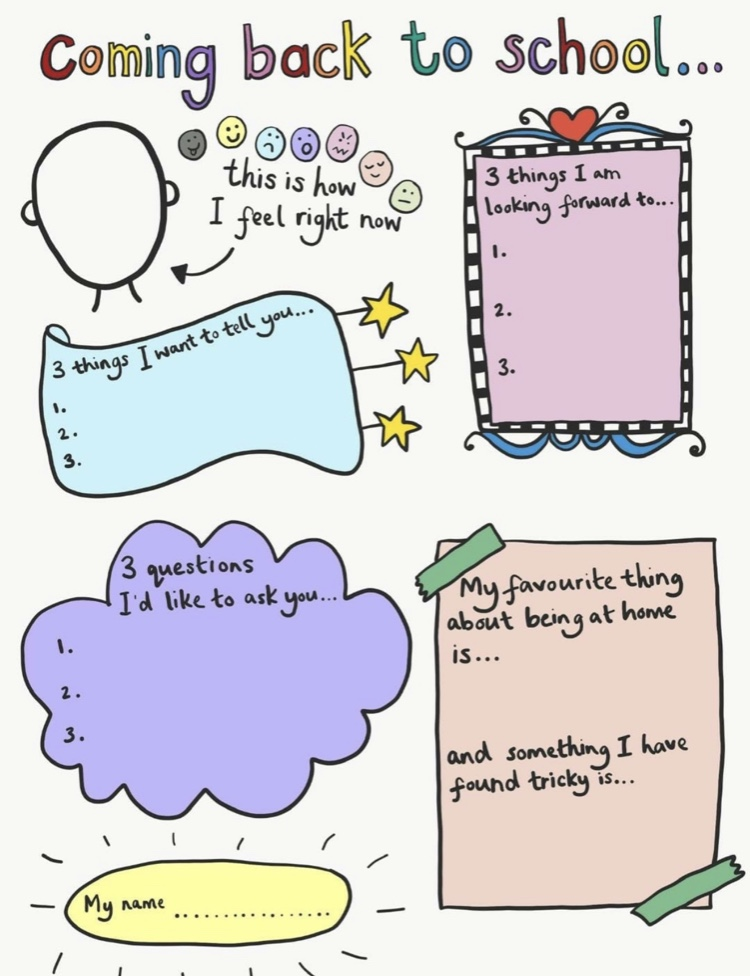 Coming back to school...
this is how
I feel right now
3 things I am
looking forward to...
1.
2.
3.
3 things I want to tell you...
1.
2.
3.
3 questions
I'd like to ask you...
1.
2.
3.
My favourite thing
about being at home
is...
and something I have
found tricky is...
My name ..................